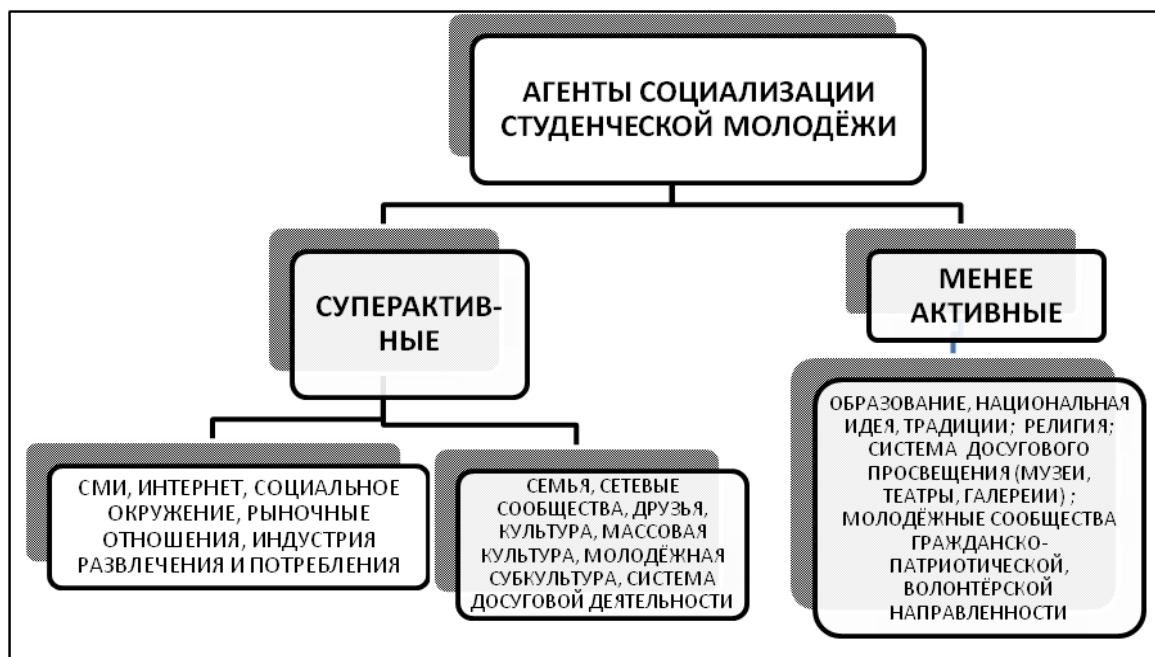 АГЕНТЫ СОЦИАЛИЗАЦИИ
СТУДЕНЧЕСКОЙ МОЛОДЁЖИ
СУПЕРАКТИВ-
НЫЕ
МЕНЕЕ
АКТИВНЫЕ
СМИ, ИНТЕРНЕТ, СОЦИАЛЬНОЕ
ОКРУЖЕНИЕ, РЫНОЧНЫЕ
ОТНОШЕНИЯ, ИНДУСТРИЯ
РАЗВЛЕЧЕНИЯ И ПОТРЕБЛЕНИЯ
СЕМЬЯ, СЕТЕВЫЕ
СООБЩЕСТВА, ДРУЗЬЯ,
КУЛЬТУРА, МАССОВАЯ
КУЛЬТУРА, МОЛОДЁЖНАЯ
СУБКУЛЬТУРА, СИСТЕМА
ДОСУГОВОЙ ДЕЯТЕЛЬНОСТИ
ОБРАЗОВАНИЕ, НАЦИОНАЛЬНАЯ
ИДЕЯ, ТРАДИЦИИ; РЕЛИГИЯ;
СИСТЕМА ДОСУГОВОГО
ПРОСВЕЩЕНИЯ (МУЗЕИ,
ТЕАТРЫ, ГАЛЕРЕИИ) ;
МОЛОДЁЖНЫЕ СООБЩЕСТВА
ГРАЖДАНСКО-
ПАТРИОТИЧЕСКОЙ,
ВОЛОНТЁРСКОЙ
НАПРАВЛЕННОСТИ